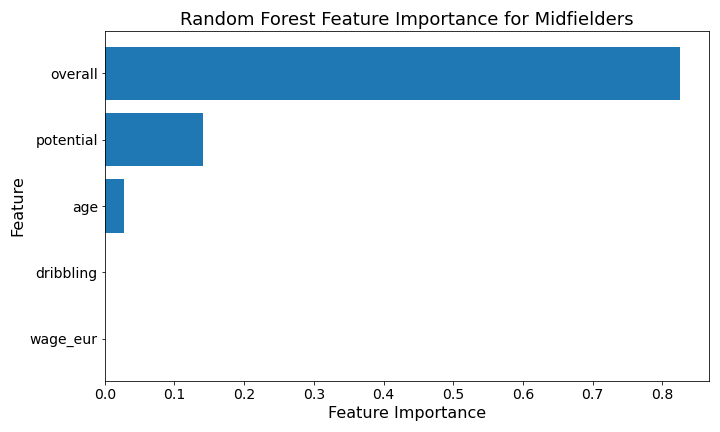 Random Forest Feature Importance for Midfielders
Feature
overall
potential
age
dribbling
wage_eur
0.0 0.1 0.2 0.3 0.4 0.5 0.6 0.7 0.8
Feature Importance